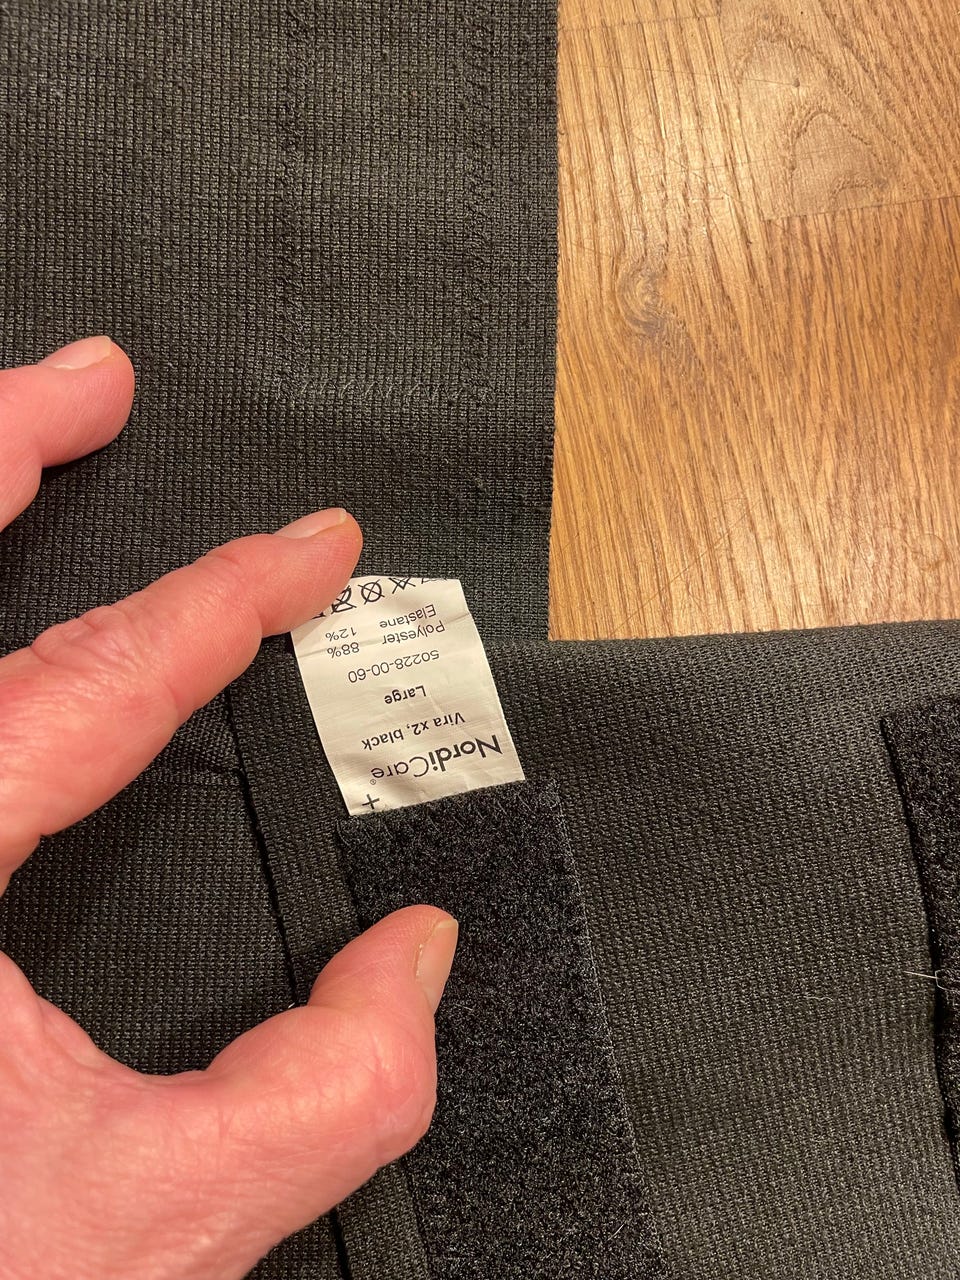 NordiCare®
Vira x2, black
Large
50228-00-60
Polyester 88%
Elastane 12%